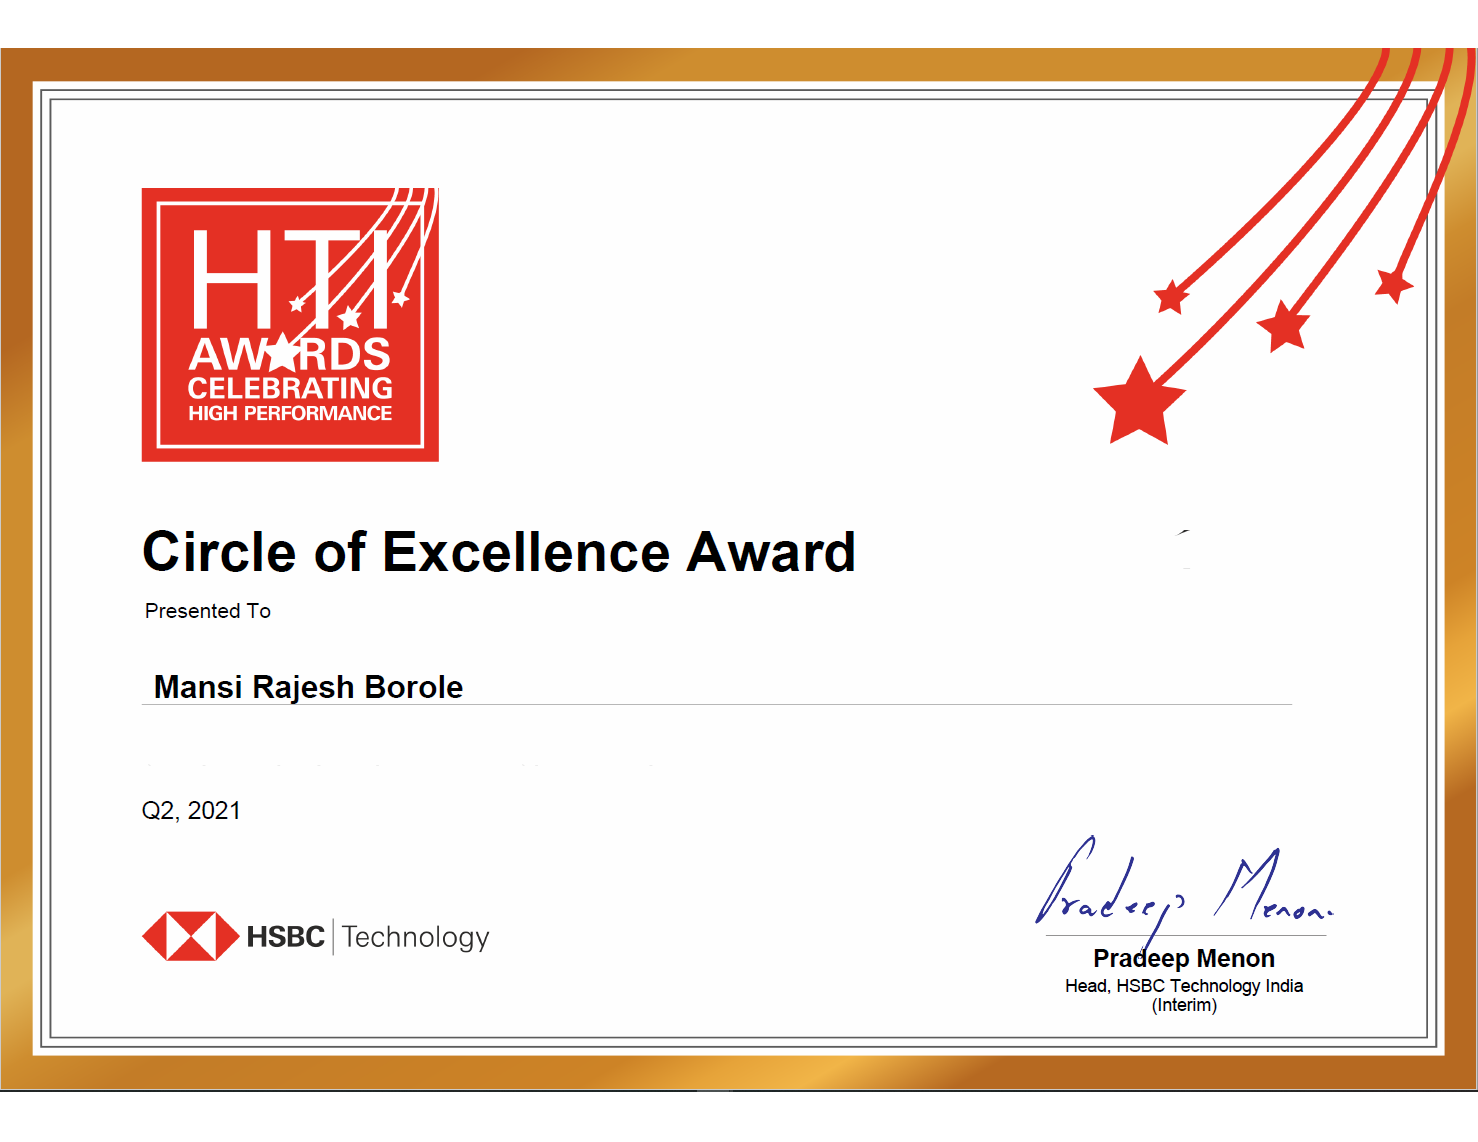 HTI
AWARDS
CELEBRATING
HIGH PERFORMANCE
Circle of Excellence Award
Presented To
Mansi Rajesh Borole
Q2, 2021
HSBC Technology
Pradeep Menon
Pradeep Menon
Head, HSBC Technology India
(Interim)